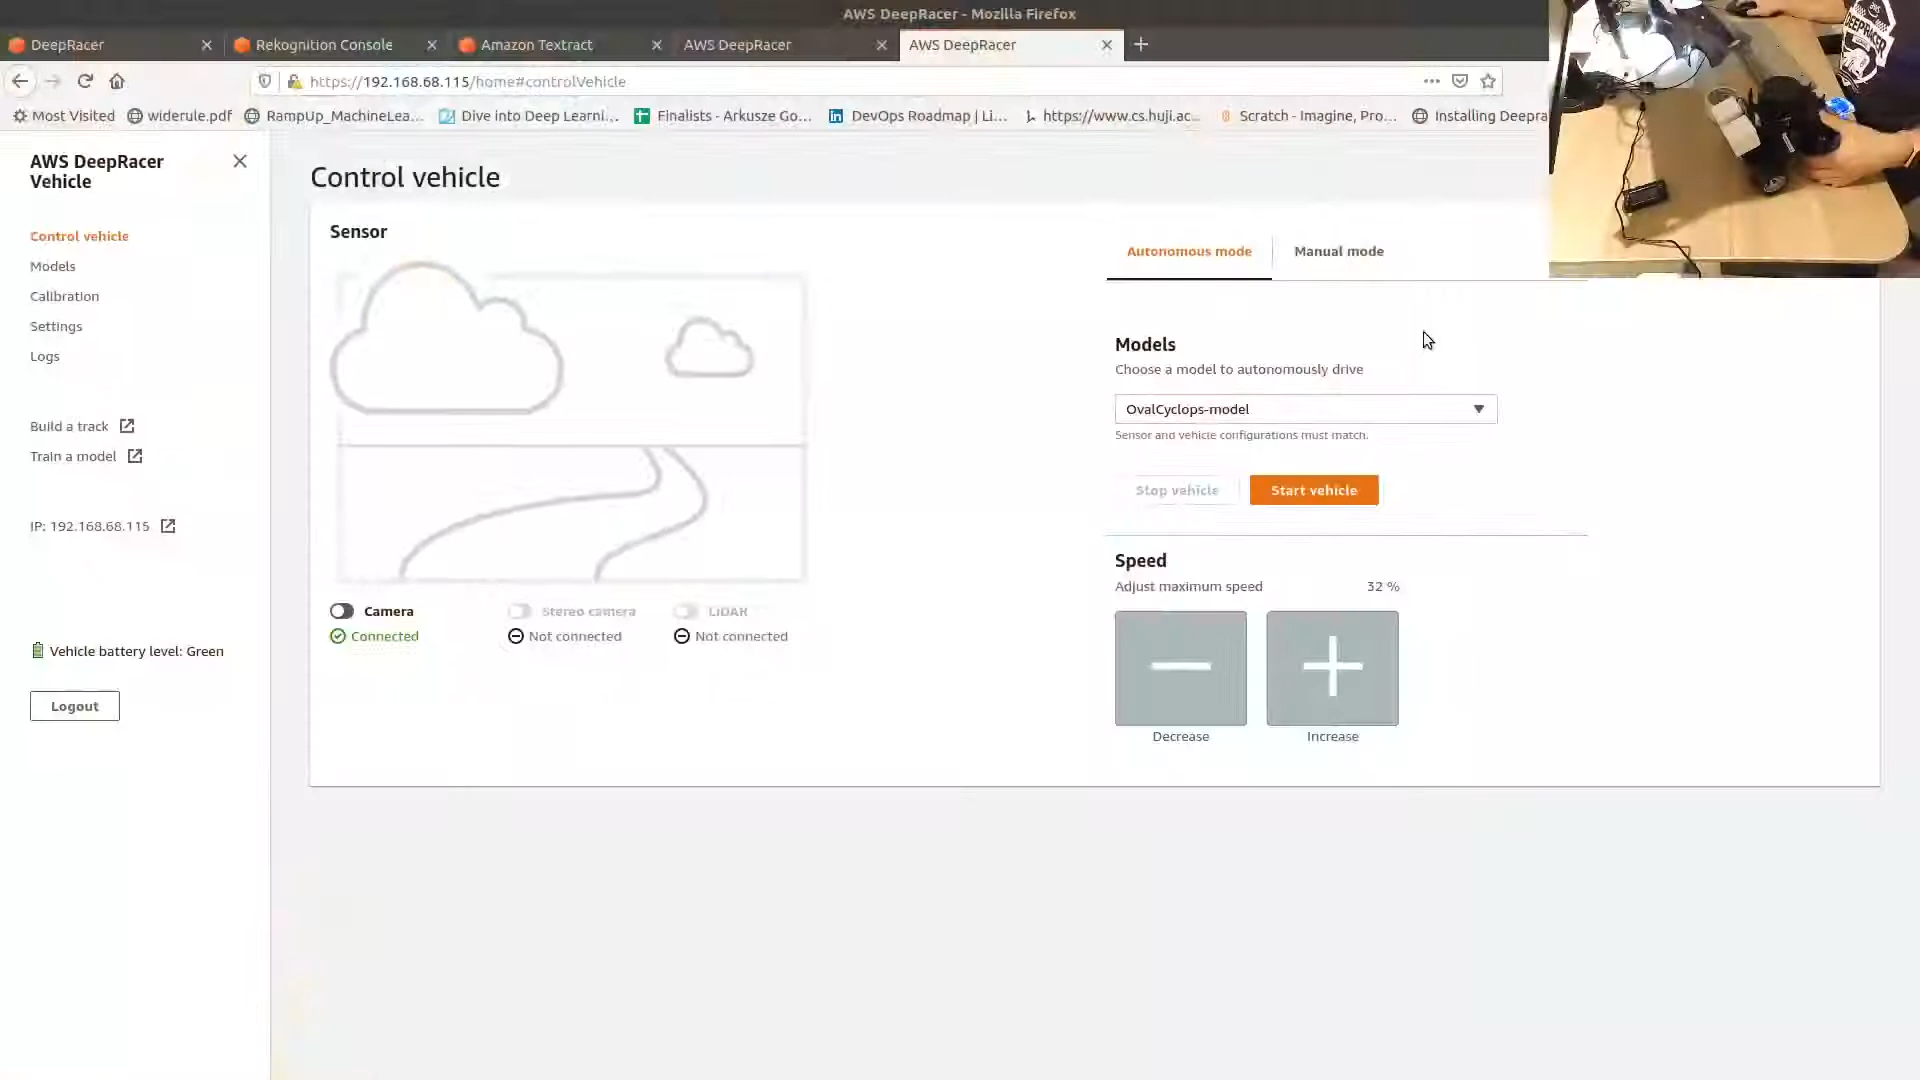 AWS DeepRacer - Mozilla Firefox
DeepRacer
Rekognition Console
Amazon Textract
AWS DeepRacer
AWS DeepRacer
https://192.168.68.115/home#controlVehicle
Most Visited
widerule.pdf
RampUp_MachineLea...
Dive into Deep Learni...
Finalists - Arkusze Go...
DevOps Roadmap | Li...
https://www.cs.huji.ac...
Scratch - Imagine, Pro...
Installing Deepra
DEEPRACER
AWS DeepRacer
Vehicle
Control vehicle
Models
Calibration
Settings
Logs
Build a track
Train a model
IP: 192.168.68.115
Vehicle battery level: Green
Logout
Control vehicle
Sensor
Camera
Connected
Stereo camera
Not connected
LiDAR
Not connected
Autonomous mode
Manual mode
Models
Choose a model to autonomously drive
OvalCyclops-model
Sensor and vehicle configurations must match.
Stop vehicle
Start vehicle
Speed
Adjust maximum speed
32 %
Decrease
Increase